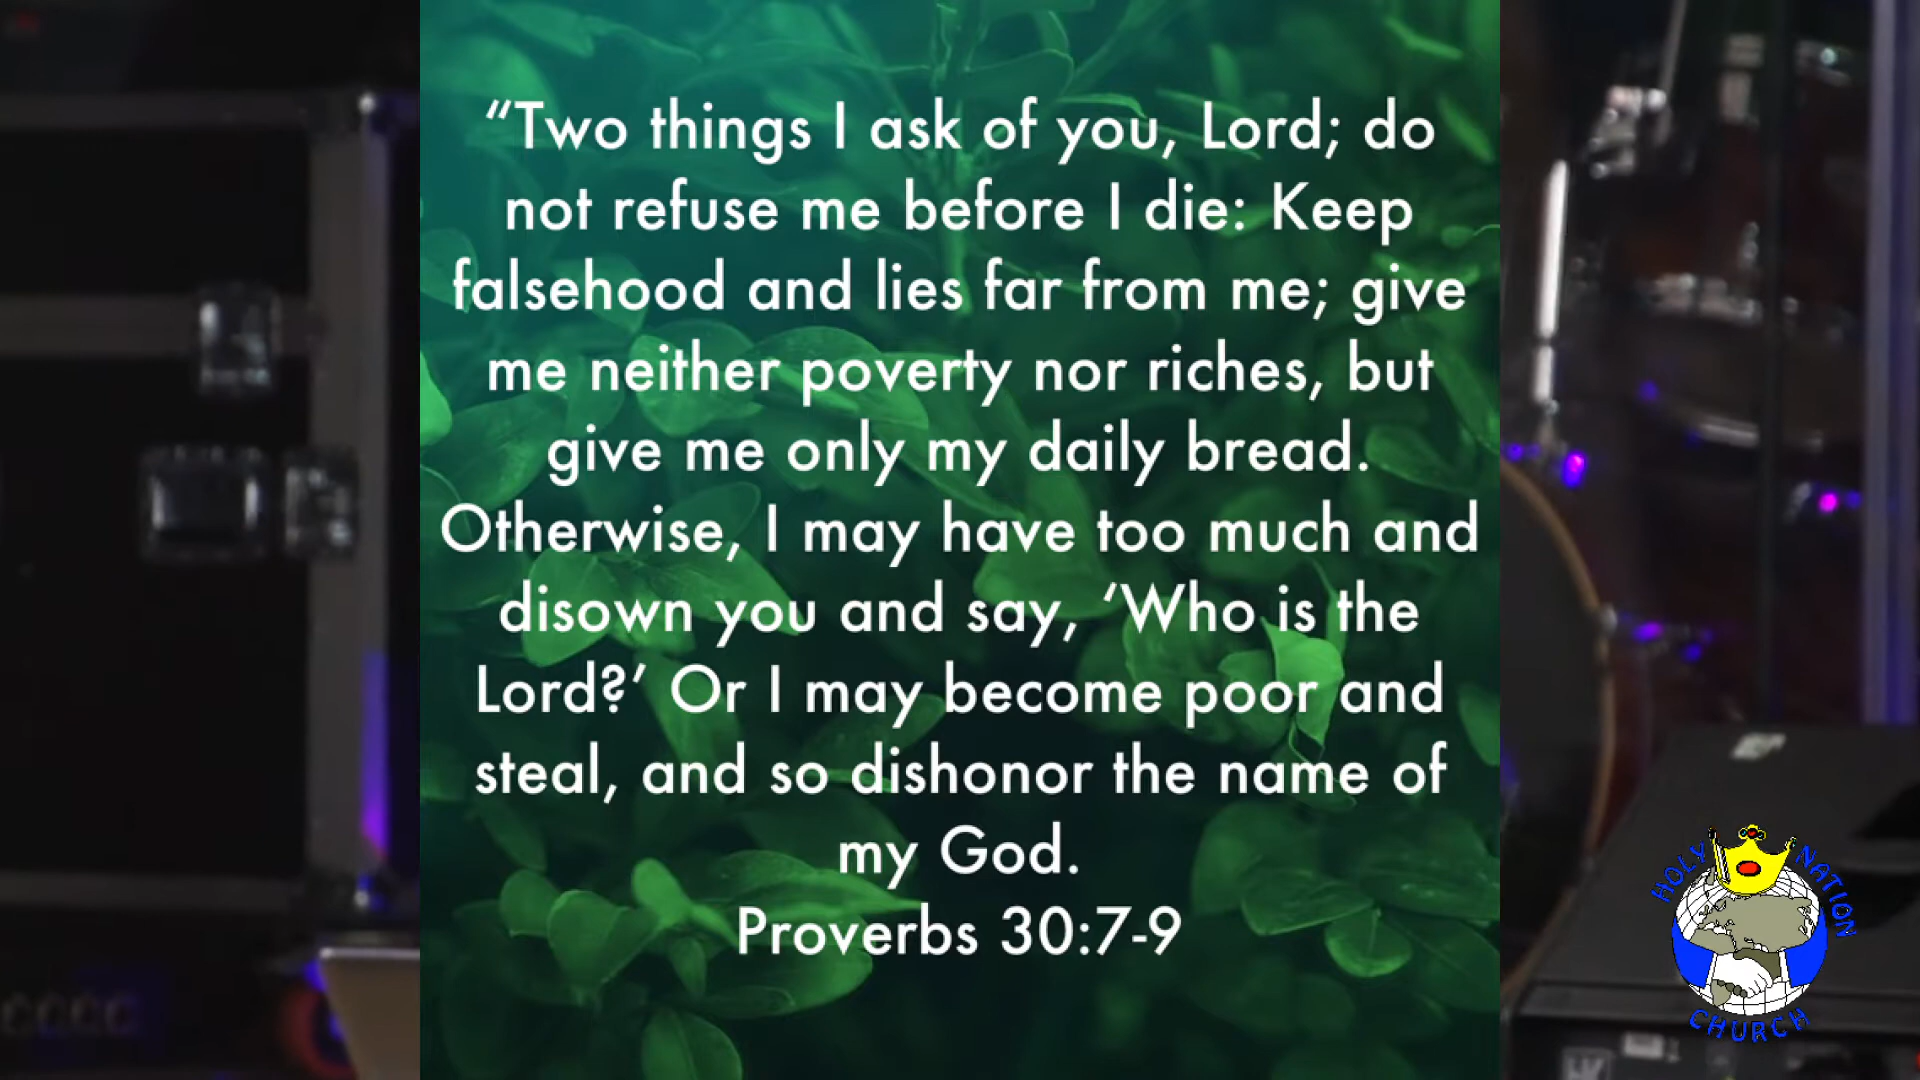 “Two things I ask of you, Lord; do
not refuse me before I die: Keep
falsehood and lies far from me; give
me neither poverty nor riches, but
give me only my daily bread.
Otherwise, I may have too much and
disown you and say, ‘Who is the
Lord?’ Or I may become poor and
steal, and so dishonor the name of
my God.
Proverbs 30:7-9
HOLY NATION
CHURCH